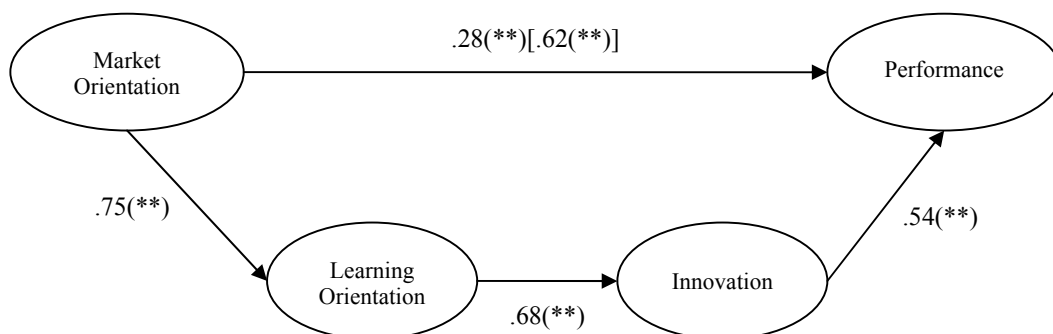 .28(**)[.62(**)]
Market
Orientation
Performance
.75(**)
.54(**)
Learning
Orientation
Innovation
.68(**)